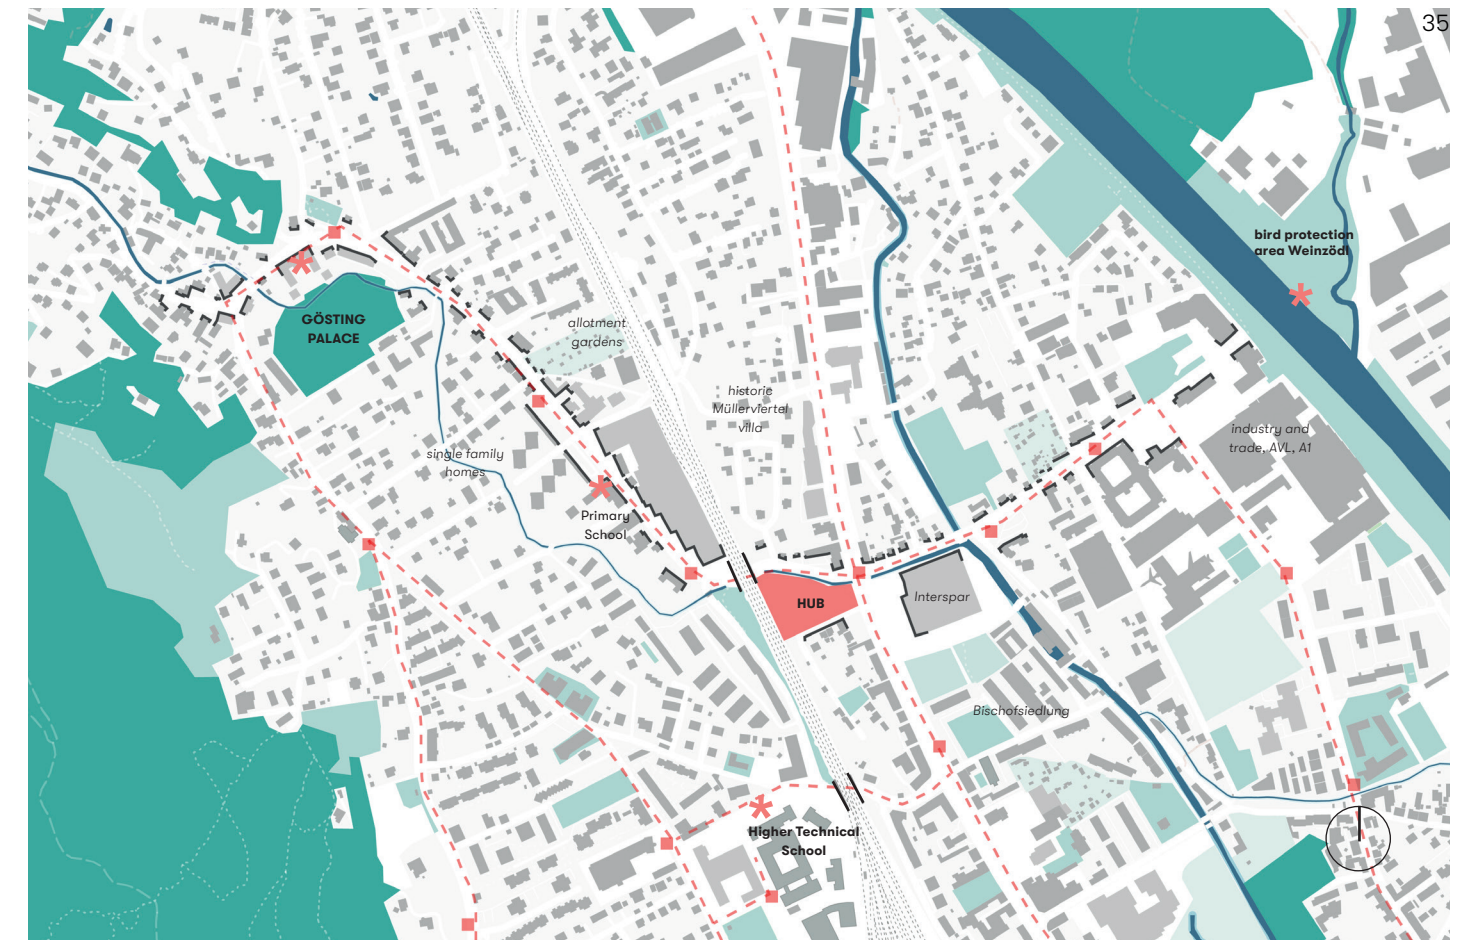 35
bird protection
area Weinzödl
GÖSTING
PALACE
allotment
gardens
historic
Müllerviertel
villa
industry and
trade, AVL, A1
single family
homes
Primary
School
HUB
Interspar
Bischofsiedlung
Higher Technical
School